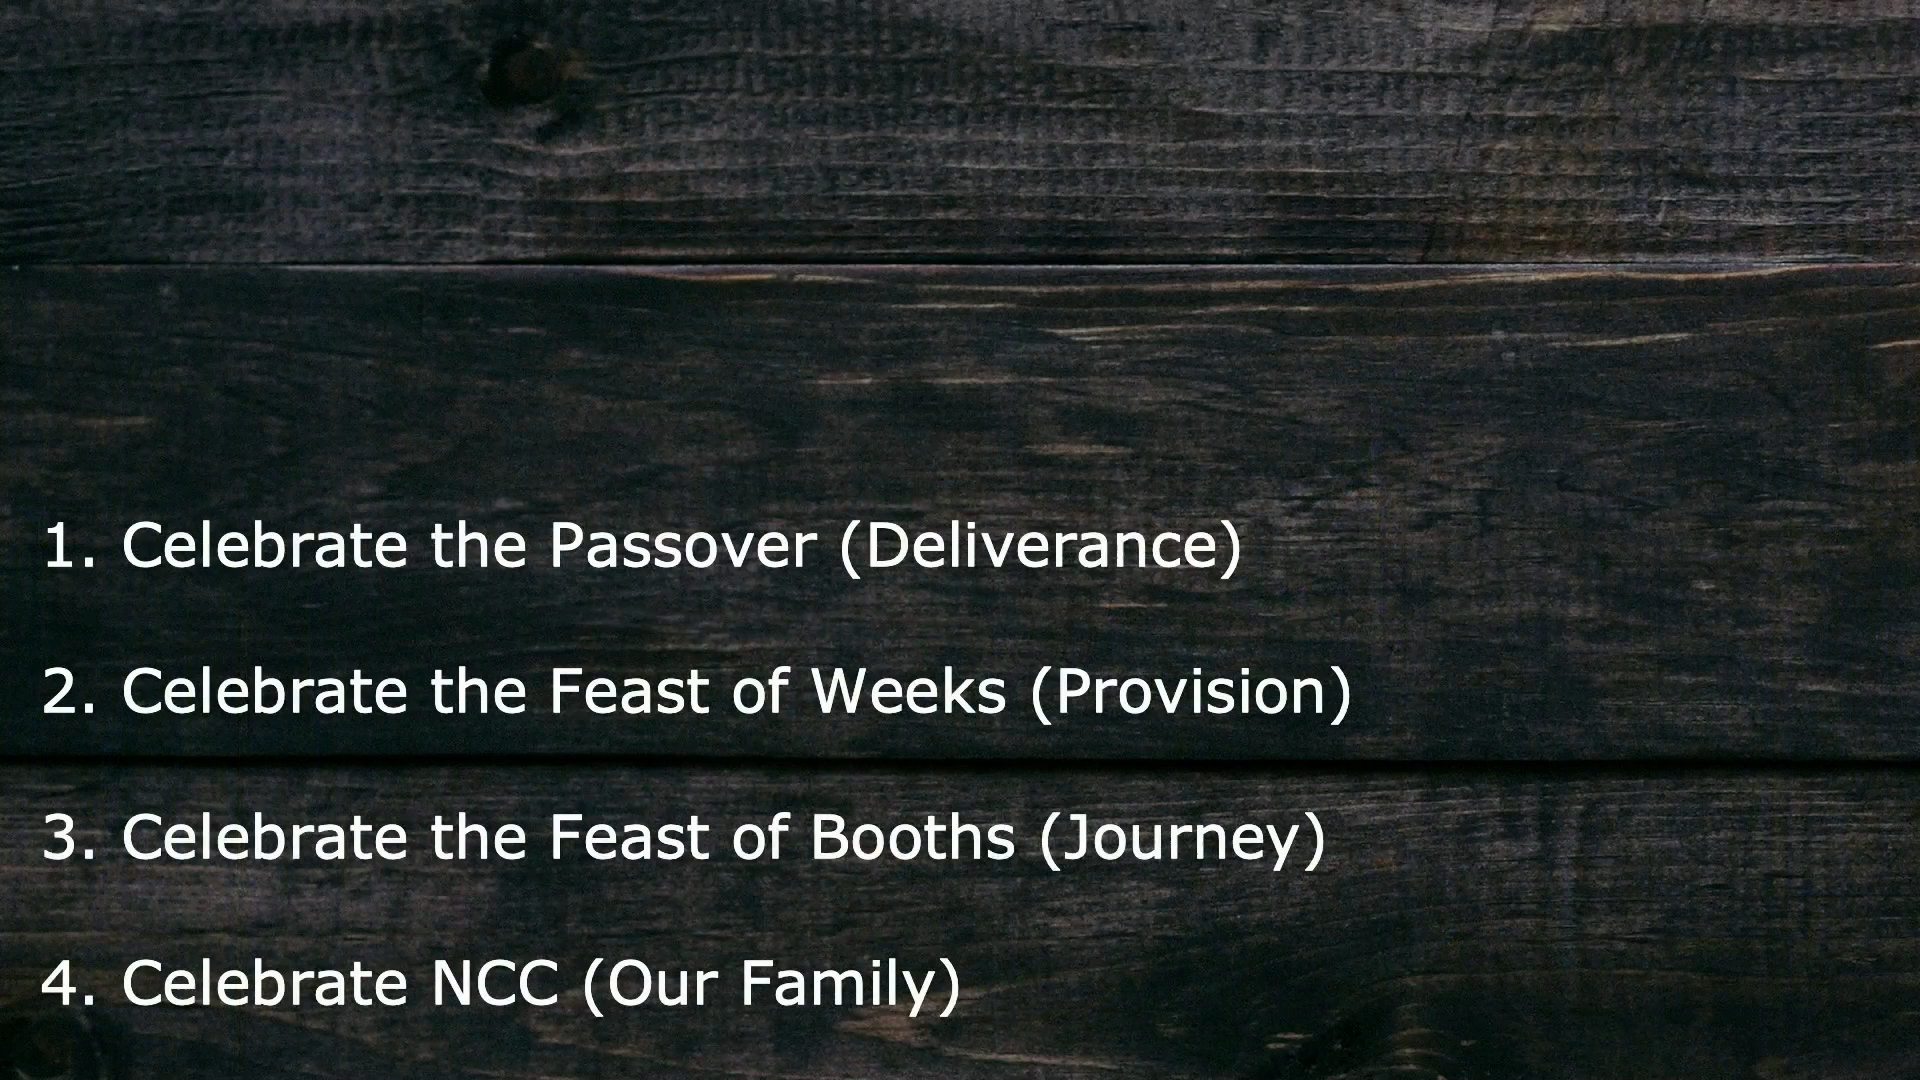 1. Celebrate the Passover (Deliverance)
2. Celebrate the Feast of Weeks (Provision)
3. Celebrate the Feast of Booths (Journey)
4. Celebrate NCC (Our Family)